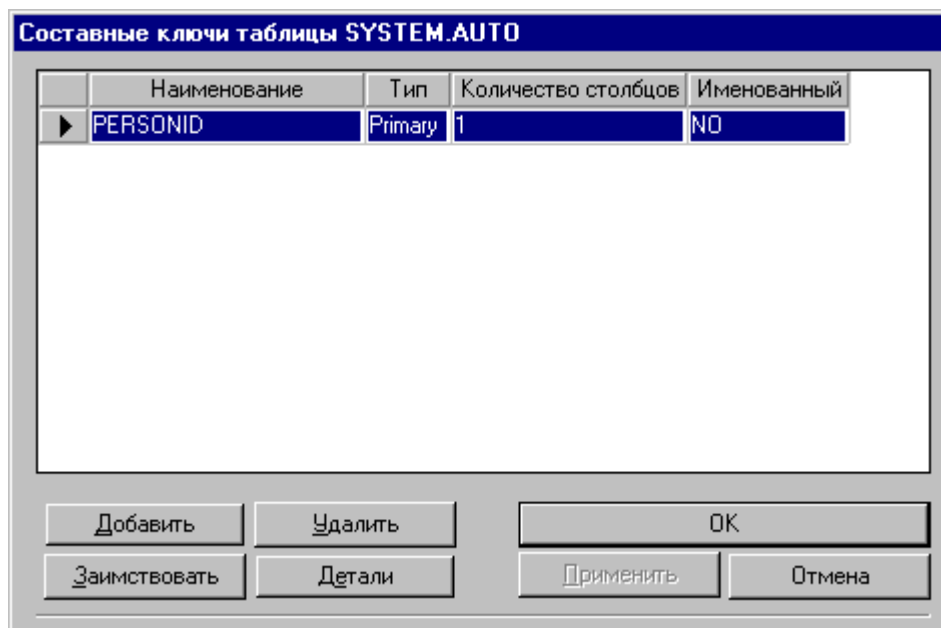 Составные ключи таблицы SYSTEM.AUTO
Наименование Тип Количество столбцов Именованный
PERSONID Primary 1 NO
Добавить Удалить OK
Заимствовать Детали Применить Отмена